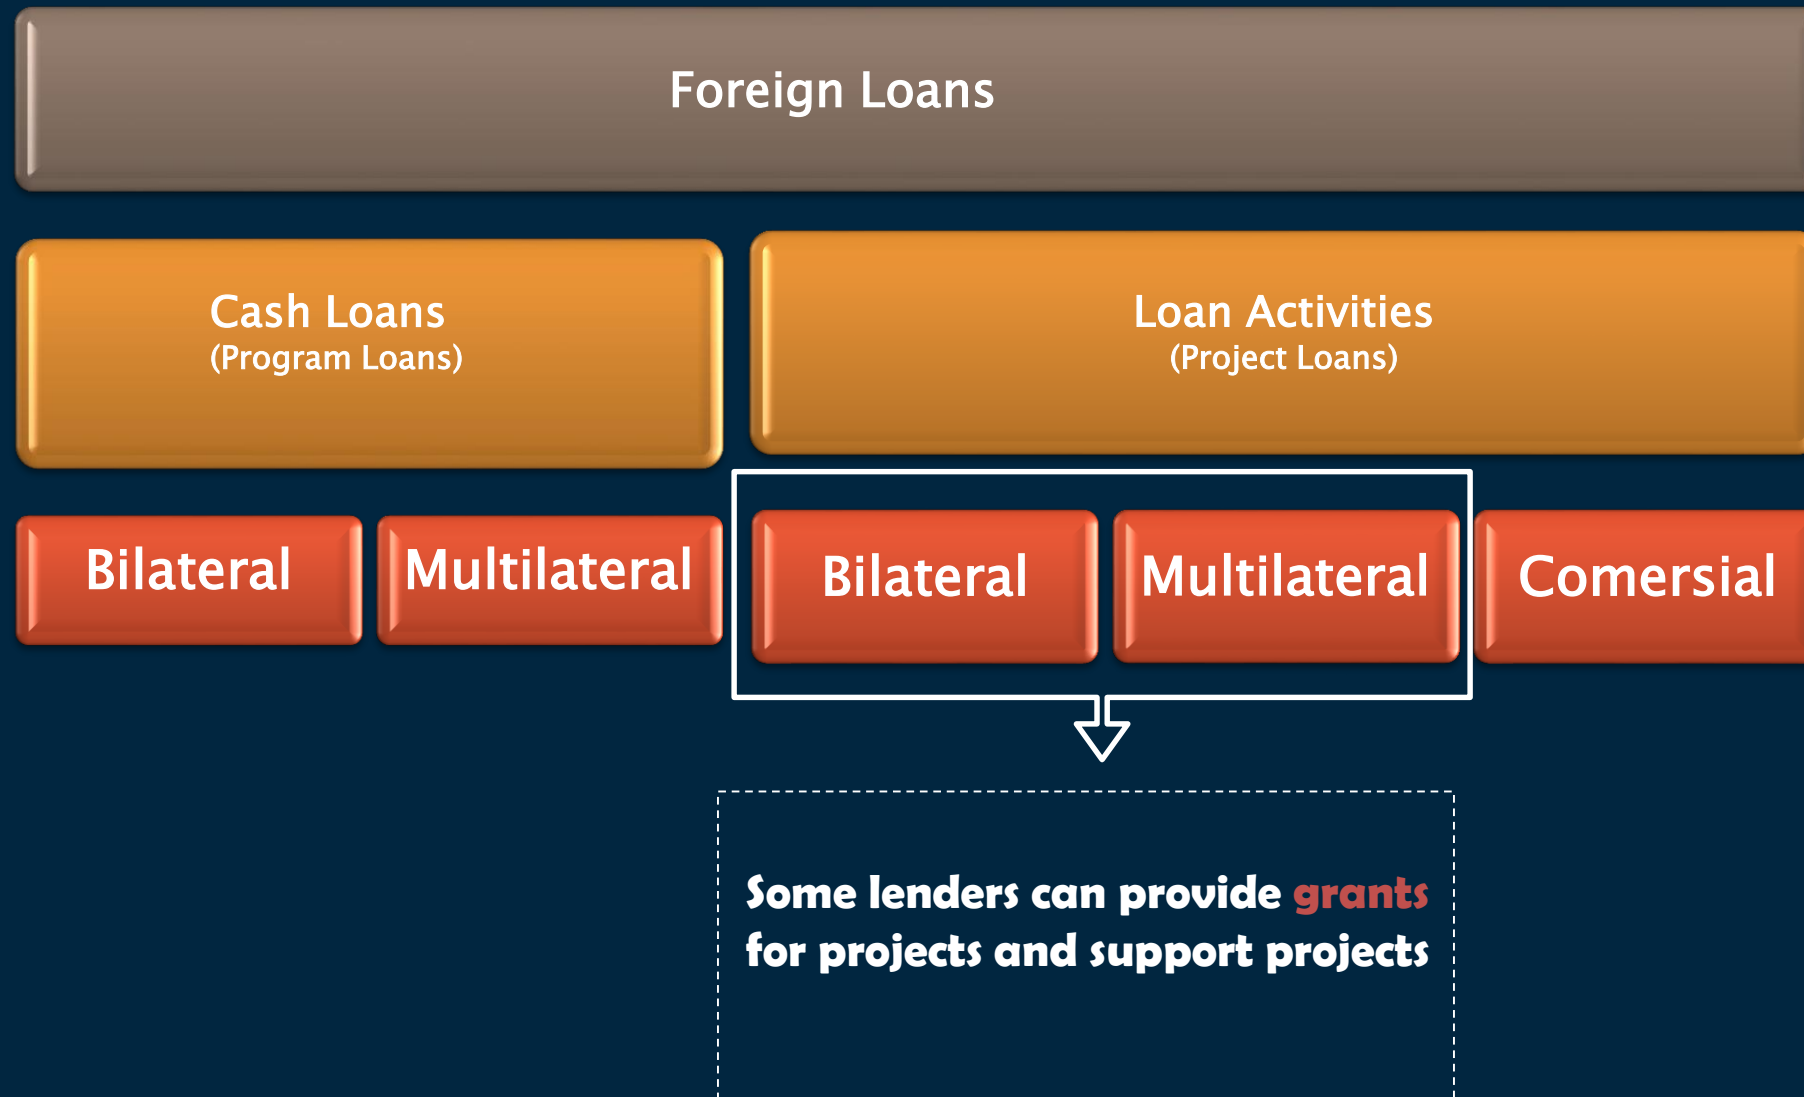 Foreign Loans
Cash Loans
(Program Loans)
Loan Activities
(Project Loans)
Bilateral
Multilateral
Bilateral
Multilateral
Comersial
Some lenders can provide grants
for projects and support projects